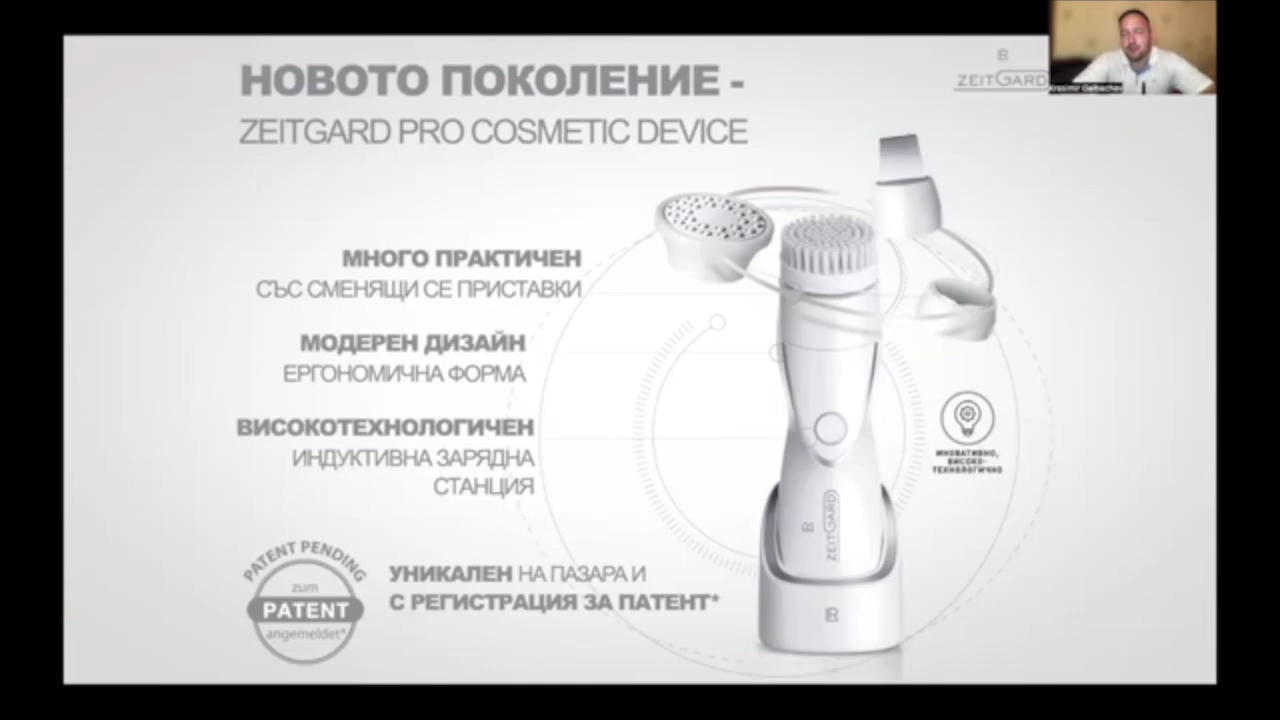 НОВОТО ПОКОЛЕНИЕ -
ZEITGARD PRO COSMETIC DEVICE
ZEITGARD
МНОГО ПРАКТИЧЕН
СЪС СМЕНЯЩИ СЕ ПРИСТАВКИ
МОДЕРЕН ДИЗАЙН
ЕРГОНОМИЧНА ФОРМА
ВИСОКОТЕХНОЛОГИЧЕН
ИНДУКТИВНА ЗАРЯДНА
СТАНЦИЯ
ИНОВАТИВНО,
ВИСОКО-
ТЕХНОЛОГИЧНО
ZEITGARD
PATENT PENDING
zum
PATENT
angemeldet*
УНИКАЛЕН НА ПАЗАРА И
С РЕГИСТРАЦИЯ ЗА ПАТЕНТ*